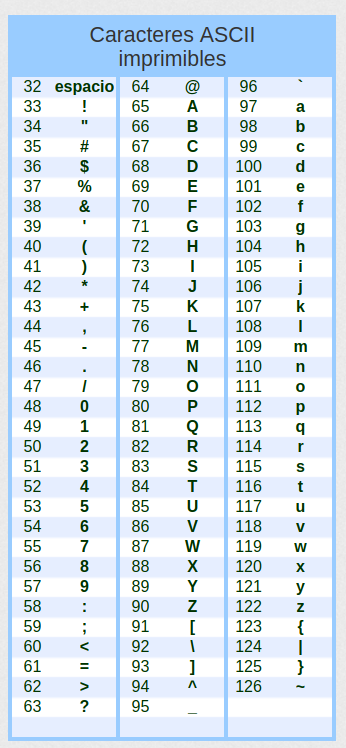 Caracteres ASCII
imprimibles
32 espacio 64 @ 96 `
33 ! 65 A 97 a
34 " 66 B 98 b
35 # 67 C 99 c
36 $ 68 D 100 d
37 % 69 E 101 e
38 & 70 F 102 f
39 ' 71 G 103 g
40 ( 72 H 104 h
41 ) 73 I 105 i
42 * 74 J 106 j
43 + 75 K 107 k
44 , 76 L 108 l
45 - 77 M 109 m
46 . 78 N 110 n
47 / 79 O 111 o
48 0 80 P 112 p
49 1 81 Q 113 q
50 2 82 R 114 r
51 3 83 S 115 s
52 4 84 T 116 t
53 5 85 U 117 u
54 6 86 V 118 v
55 7 87 W 119 w
56 8 88 X 120 x
57 9 89 Y 121 y
58 : 90 Z 122 z
59 ; 91 [ 123 {
60 < 92 \ 124 |
61 = 93 ] 125 }
62 > 94 ^ 126 ~
63 ? 95 _